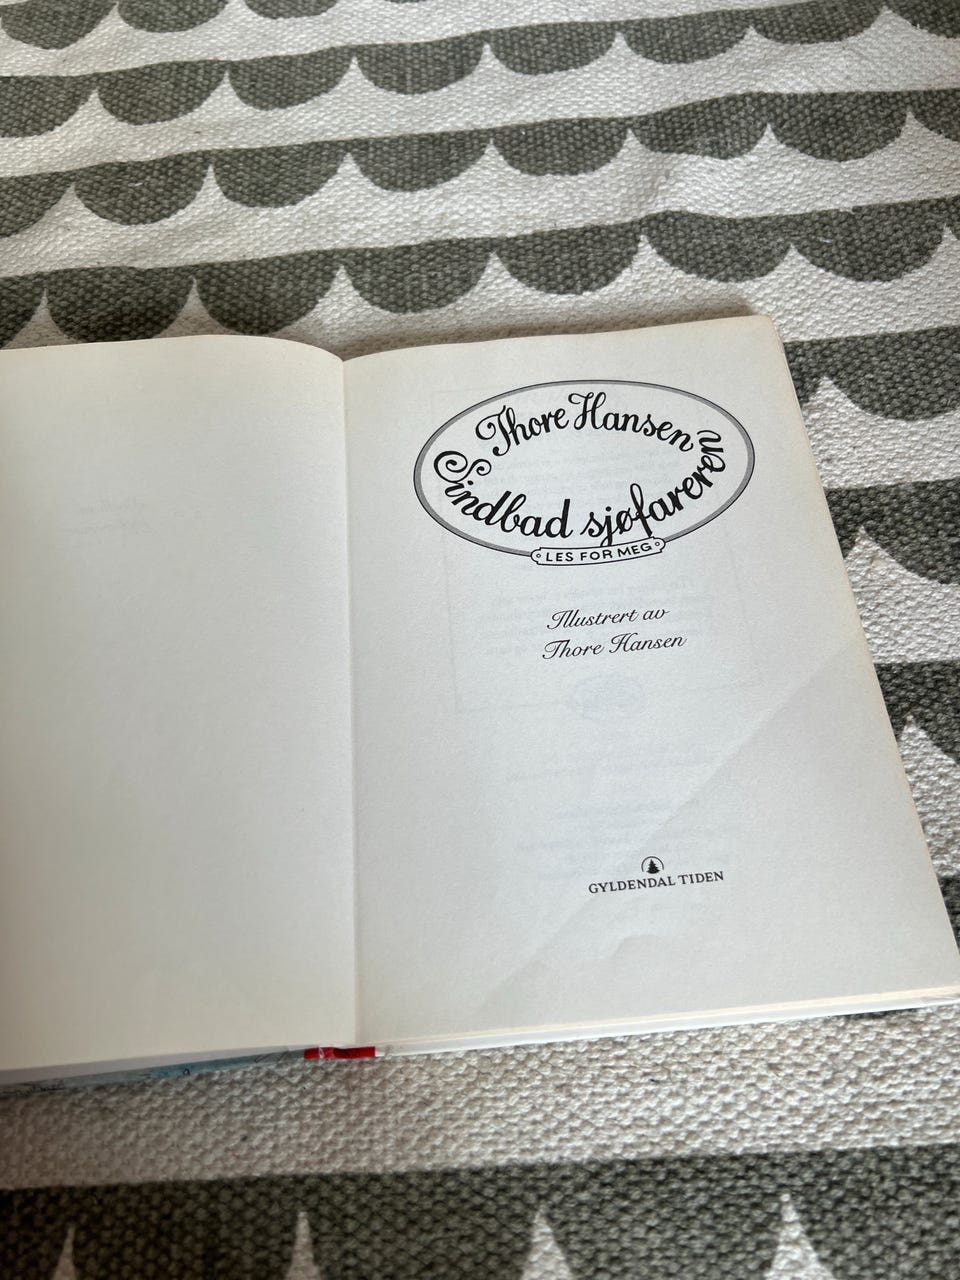 Thore Hansen
Sindbad sjøfareren
LES FOR MEG
Illustrert av
Thore Hansen
GYLDENDAL TIDEN